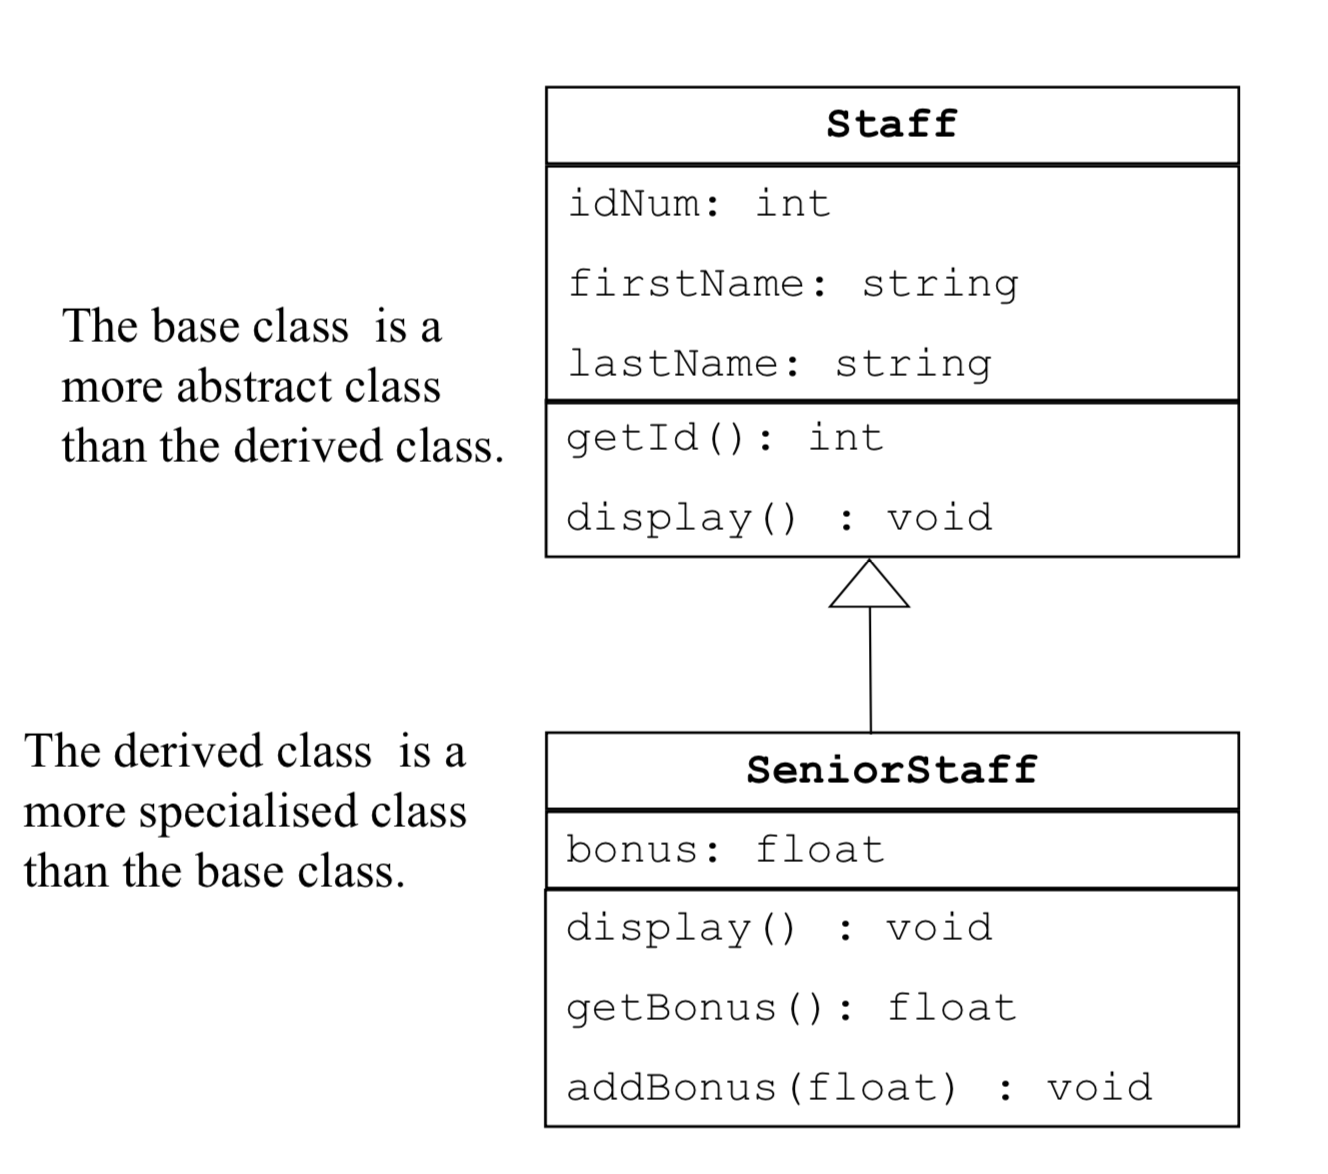 Staff
idNum: int
firstName: string
lastName: string
The base class is a
more abstract class
than the derived class.
getId(): int
display() : void
SeniorStaff
The derived class is a
more specialised class
than the base class.
bonus: float
display() : void
getBonus(): float
addBonus(float) : void